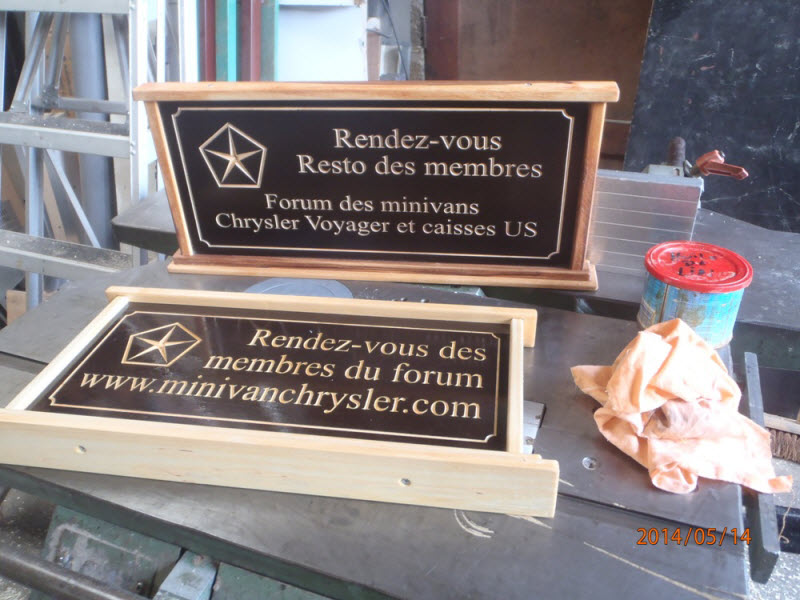 Rendez-vous
Resto des membres
Forum des minivans
Chrysler Voyager et caisses US
Rendez-vous des
membres du forum
www.minivanchrysler.com
2014/05/14